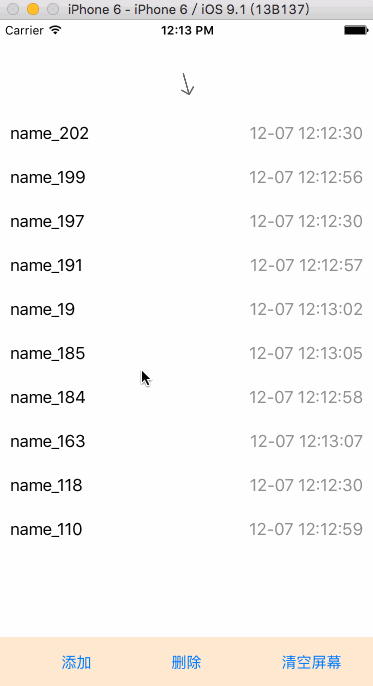 iPhone 6 - iPhone 6 / iOS 9.1 (13B137)
Carrier 12:13 PM
name_202 12-07 12:12:30
name_199 12-07 12:12:56
name_197 12-07 12:12:30
name_191 12-07 12:12:57
name_19 12-07 12:13:02
name_185 12-07 12:13:05
name_184 12-07 12:12:58
name_163 12-07 12:13:07
name_118 12-07 12:12:30
name_110 12-07 12:12:59
添加 删除 清空屏幕